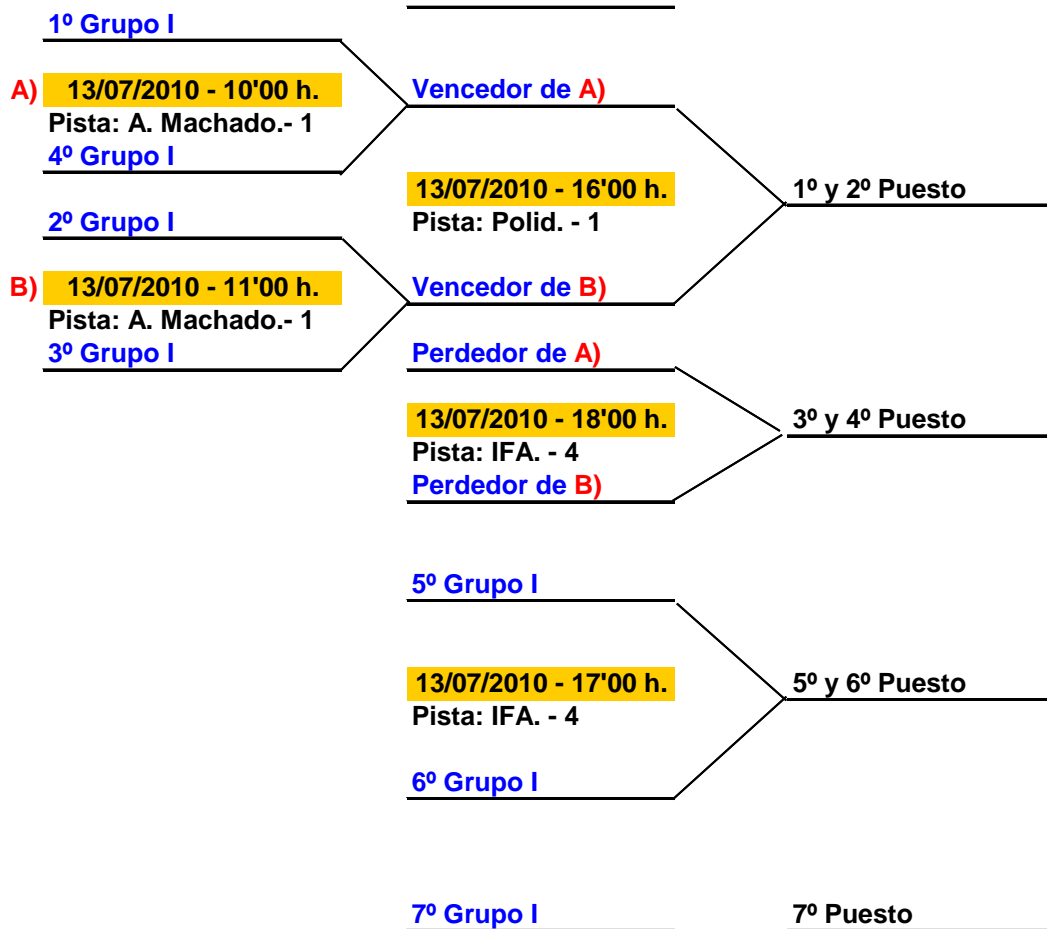 1º Grupo I
A) 13/07/2010 - 10'00 h. Vencedor de A)
Pista: A. Machado.- 1
4º Grupo I
13/07/2010 - 16'00 h. 1º y 2º Puesto
2º Grupo I Pista: Polid. - 1
B) 13/07/2010 - 11'00 h. Vencedor de B)
Pista: A. Machado.- 1
3º Grupo I Perdedor de A)
13/07/2010 - 18'00 h. 3º y 4º Puesto
Pista: IFA. - 4
Perdedor de B)
5º Grupo I
13/07/2010 - 17'00 h. 5º y 6º Puesto
Pista: IFA. - 4
6º Grupo I
7º Grupo I 7º Puesto